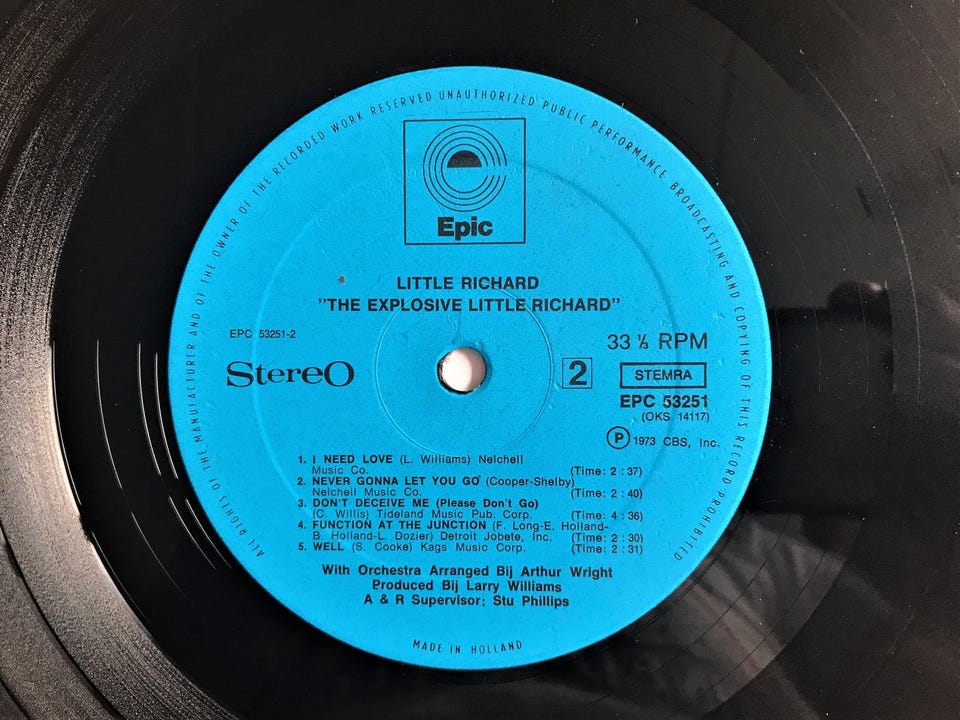 ALL RIGHTS OF THE MANUFACTURER AND OF THE OWNER OF THE RECORDED WORK RESERVED UNAUTHORIZED PUBLIC PERFORMANCE BROADCASTING AND COPYING OF THIS RECORD PROHIBITED
e
Epic
LITTLE RICHARD
"THE EXPLOSIVE LITTLE RICHARD"
EPC 53251-2
33 ⅓ RPM
StereO
2
STEMRA
EPC 53251
(OKS 14117)
Ⓟ 1973 CBS, Inc.
1. I NEED LOVE (L. Williams) Nelchell
Music Co. (Time: 2 : 37)
2. NEVER GONNA LET YOU GO (Cooper-Shelby)
Nelchell Music Co. (Time: 2 : 40)
3. DON'T DECEIVE ME (Please Don't Go)
(C. Willis) Tideland Music Pub. Corp. (Time: 4 : 36)
4. FUNCTION AT THE JUNCTION (F. Long-E. Holland-
B. Holland-L. Dozier) Detroit Jobete, Inc. (Time: 2 : 30)
5. WELL (S. Cooke) Kags Music Corp. (Time: 2 : 31)
With Orchestra Arranged Bij Arthur Wright
Produced Bij Larry Williams
A & R Supervisor; Stu Phillips
MADE IN HOLLAND